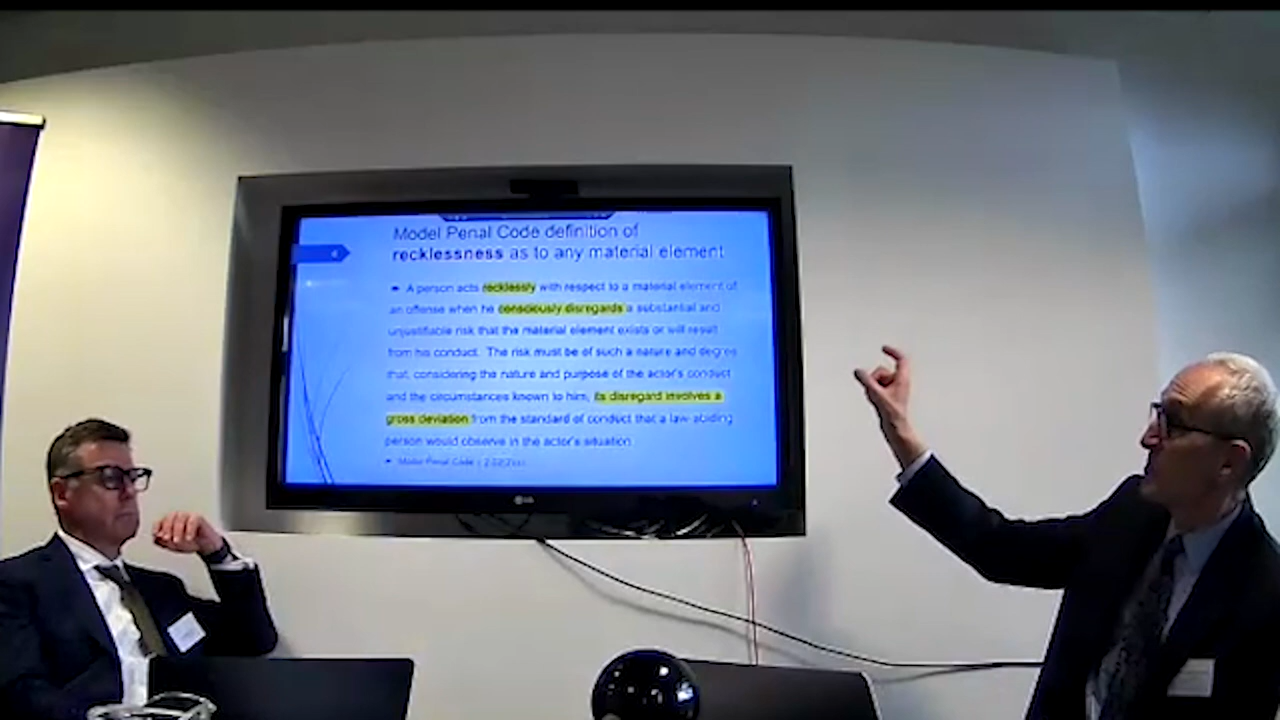 Model Penal Code definition of
recklessness as to any material element
A person acts recklessly with respect to a material element of
an offense when he consciously disregards a substantial and
unjustifiable risk that the material element exists or will result
from his conduct. The risk must be of such a nature and degree
that, considering the nature and purpose of the actor's conduct
and the circumstances known to him, its disregard involves a
gross deviation from the standard of conduct that a law-abiding
person would observe in the actor's situation
Model Penal Code
LG